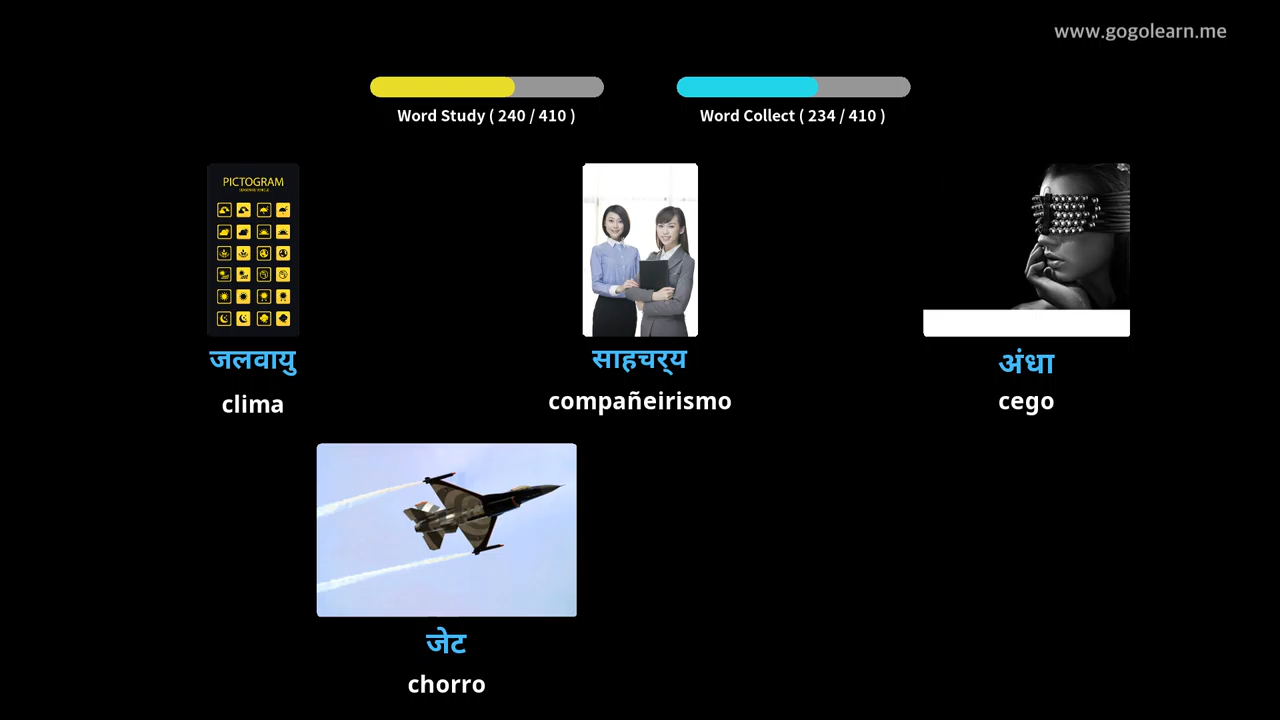 www.gogolearn.me
Word Study ( 240 / 410 )
Word Collect ( 234 / 410 )
PICTOGRAM
जलवायु
clima
साहचर्य
compañeirismo
अंधा
cego
जेट
chorro